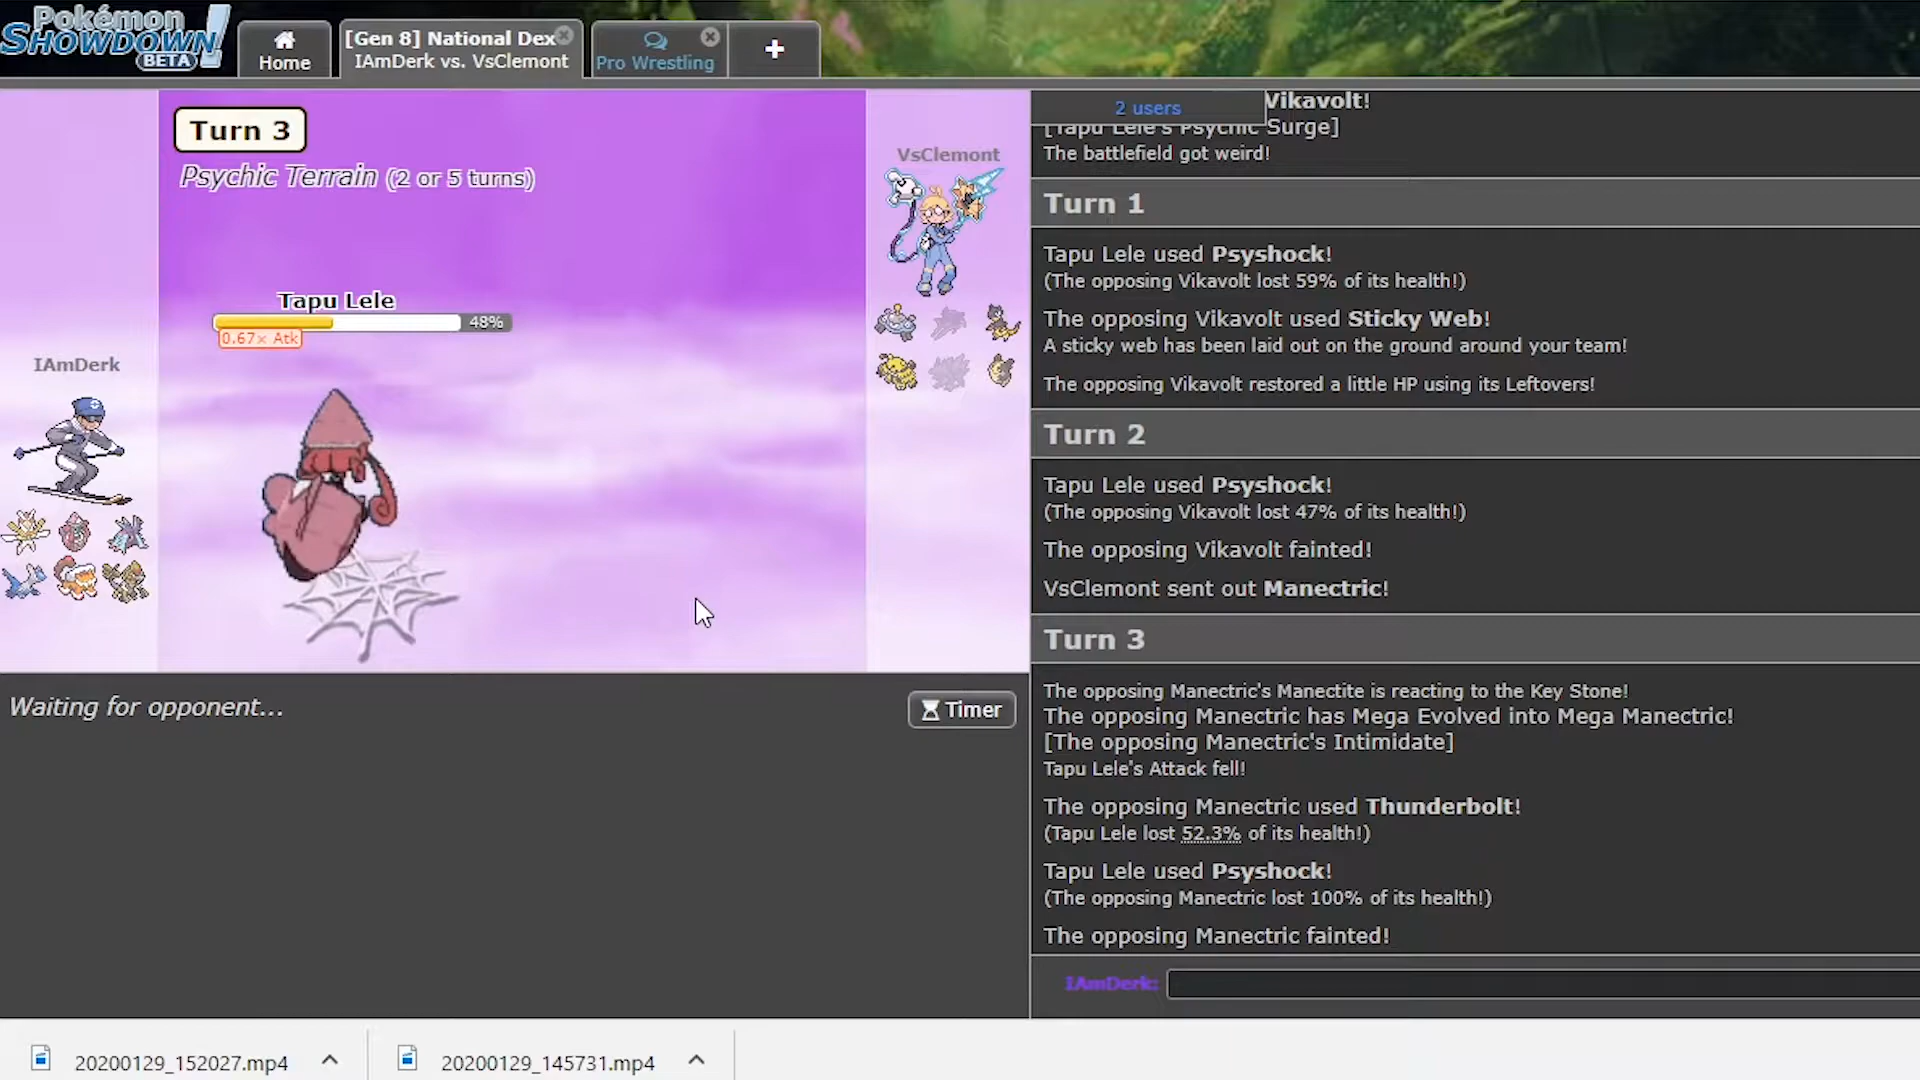 Pokémon
SHOWDOWN!
BETA
Home
[Gen 8] National Dex
IAmDerk vs. VsClemont
Pro Wrestling
Turn 3
Psychic Terrain (2 or 5 turns)
Tapu Lele
48%
0.67× Atk
IAmDerk
VsClemont
Waiting for opponent...
Timer
2 users
Vikavolt!
[Tapu Lele's Psychic Surge]
The battlefield got weird!
Turn 1
Tapu Lele used Psyshock!
(The opposing Vikavolt lost 59% of its health!)
The opposing Vikavolt used Sticky Web!
A sticky web has been laid out on the ground around your team!
The opposing Vikavolt restored a little HP using its Leftovers!
Turn 2
Tapu Lele used Psyshock!
(The opposing Vikavolt lost 47% of its health!)
The opposing Vikavolt fainted!
VsClemont sent out Manectric!
Turn 3
The opposing Manectric's Manectite is reacting to the Key Stone!
The opposing Manectric has Mega Evolved into Mega Manectric!
[The opposing Manectric's Intimidate]
Tapu Lele's Attack fell!
The opposing Manectric used Thunderbolt!
(Tapu Lele lost 52.3% of its health!)
Tapu Lele used Psyshock!
(The opposing Manectric lost 100% of its health!)
The opposing Manectric fainted!
IAmDerk:
20200129_152027.mp4
20200129_145731.mp4